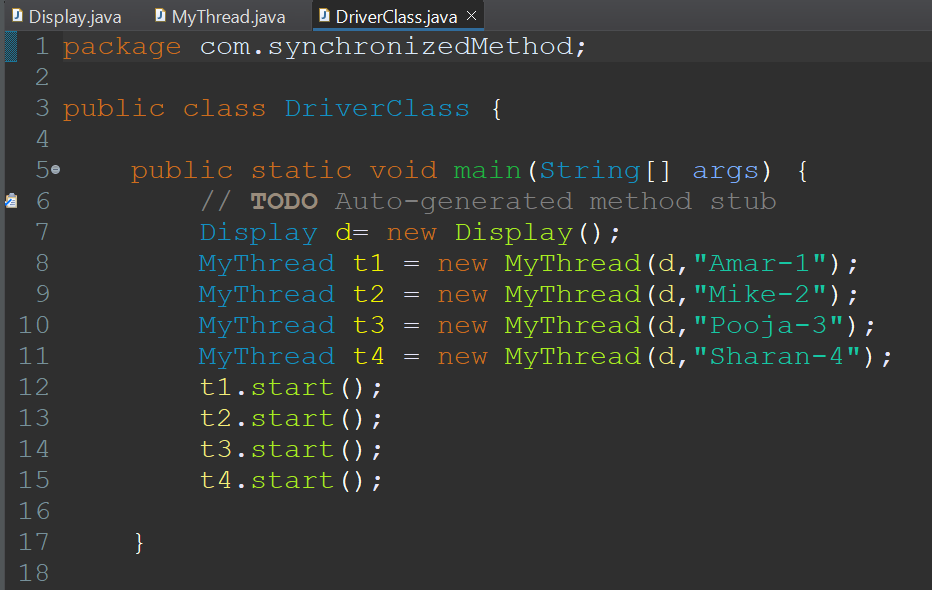 Display.java MyThread.java DriverClass.java
1 package com.synchronizedMethod;
2
3 public class DriverClass {
4
5 public static void main(String[] args) {
6 // TODO Auto-generated method stub
7 Display d= new Display();
8 MyThread t1 = new MyThread(d,"Amar-1");
9 MyThread t2 = new MyThread(d,"Mike-2");
10 MyThread t3 = new MyThread(d,"Pooja-3");
11 MyThread t4 = new MyThread(d,"Sharan-4");
12 t1.start();
13 t2.start();
14 t3.start();
15 t4.start();
16
17 }
18